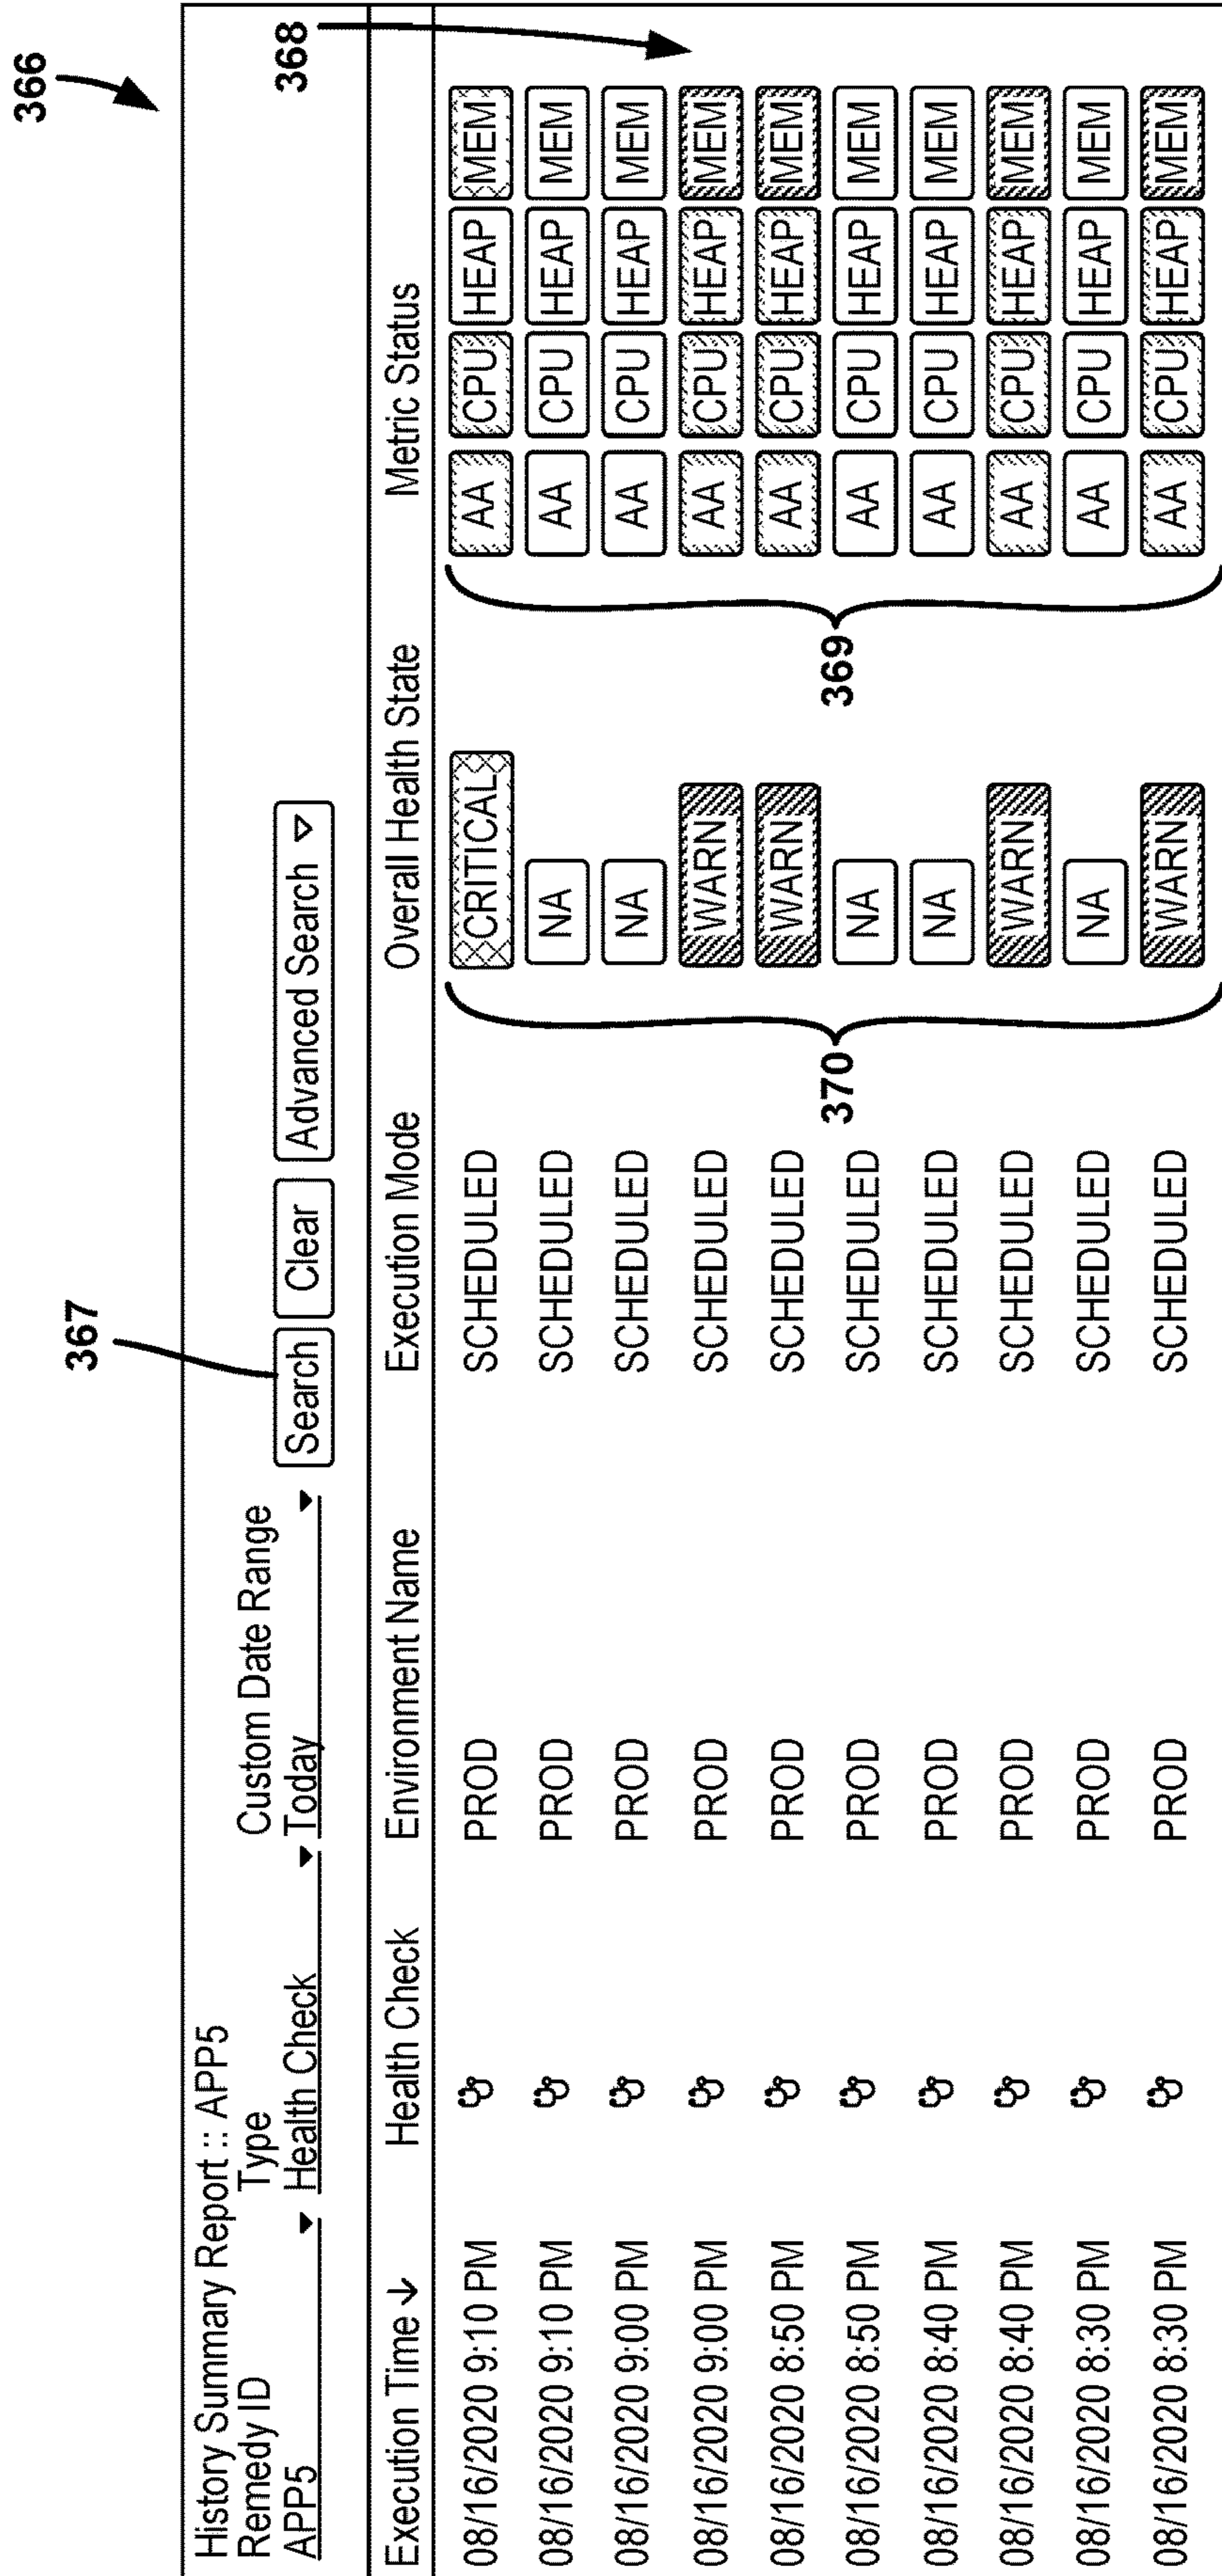 366
History Summary Report :: APP5
Remedy ID Type Custom Date Range
APP5 Health Check Today Search Clear Advanced Search
367
368
Execution Time ↓ Health Check Environment Name Execution Mode Overall Health State Metric Status
08/16/2020 9:10 PM PROD SCHEDULED CRITICAL AA CPU HEAP MEM
08/16/2020 9:10 PM PROD SCHEDULED NA AA CPU HEAP MEM
08/16/2020 9:00 PM PROD SCHEDULED NA AA CPU HEAP MEM
08/16/2020 9:00 PM PROD SCHEDULED WARN AA CPU HEAP MEM
08/16/2020 8:50 PM PROD SCHEDULED WARN AA CPU HEAP MEM
08/16/2020 8:50 PM PROD SCHEDULED NA AA CPU HEAP MEM
08/16/2020 8:40 PM PROD SCHEDULED NA AA CPU HEAP MEM
08/16/2020 8:40 PM PROD SCHEDULED WARN AA CPU HEAP MEM
08/16/2020 8:30 PM PROD SCHEDULED NA AA CPU HEAP MEM
08/16/2020 8:30 PM PROD SCHEDULED WARN AA CPU HEAP MEM
370
369